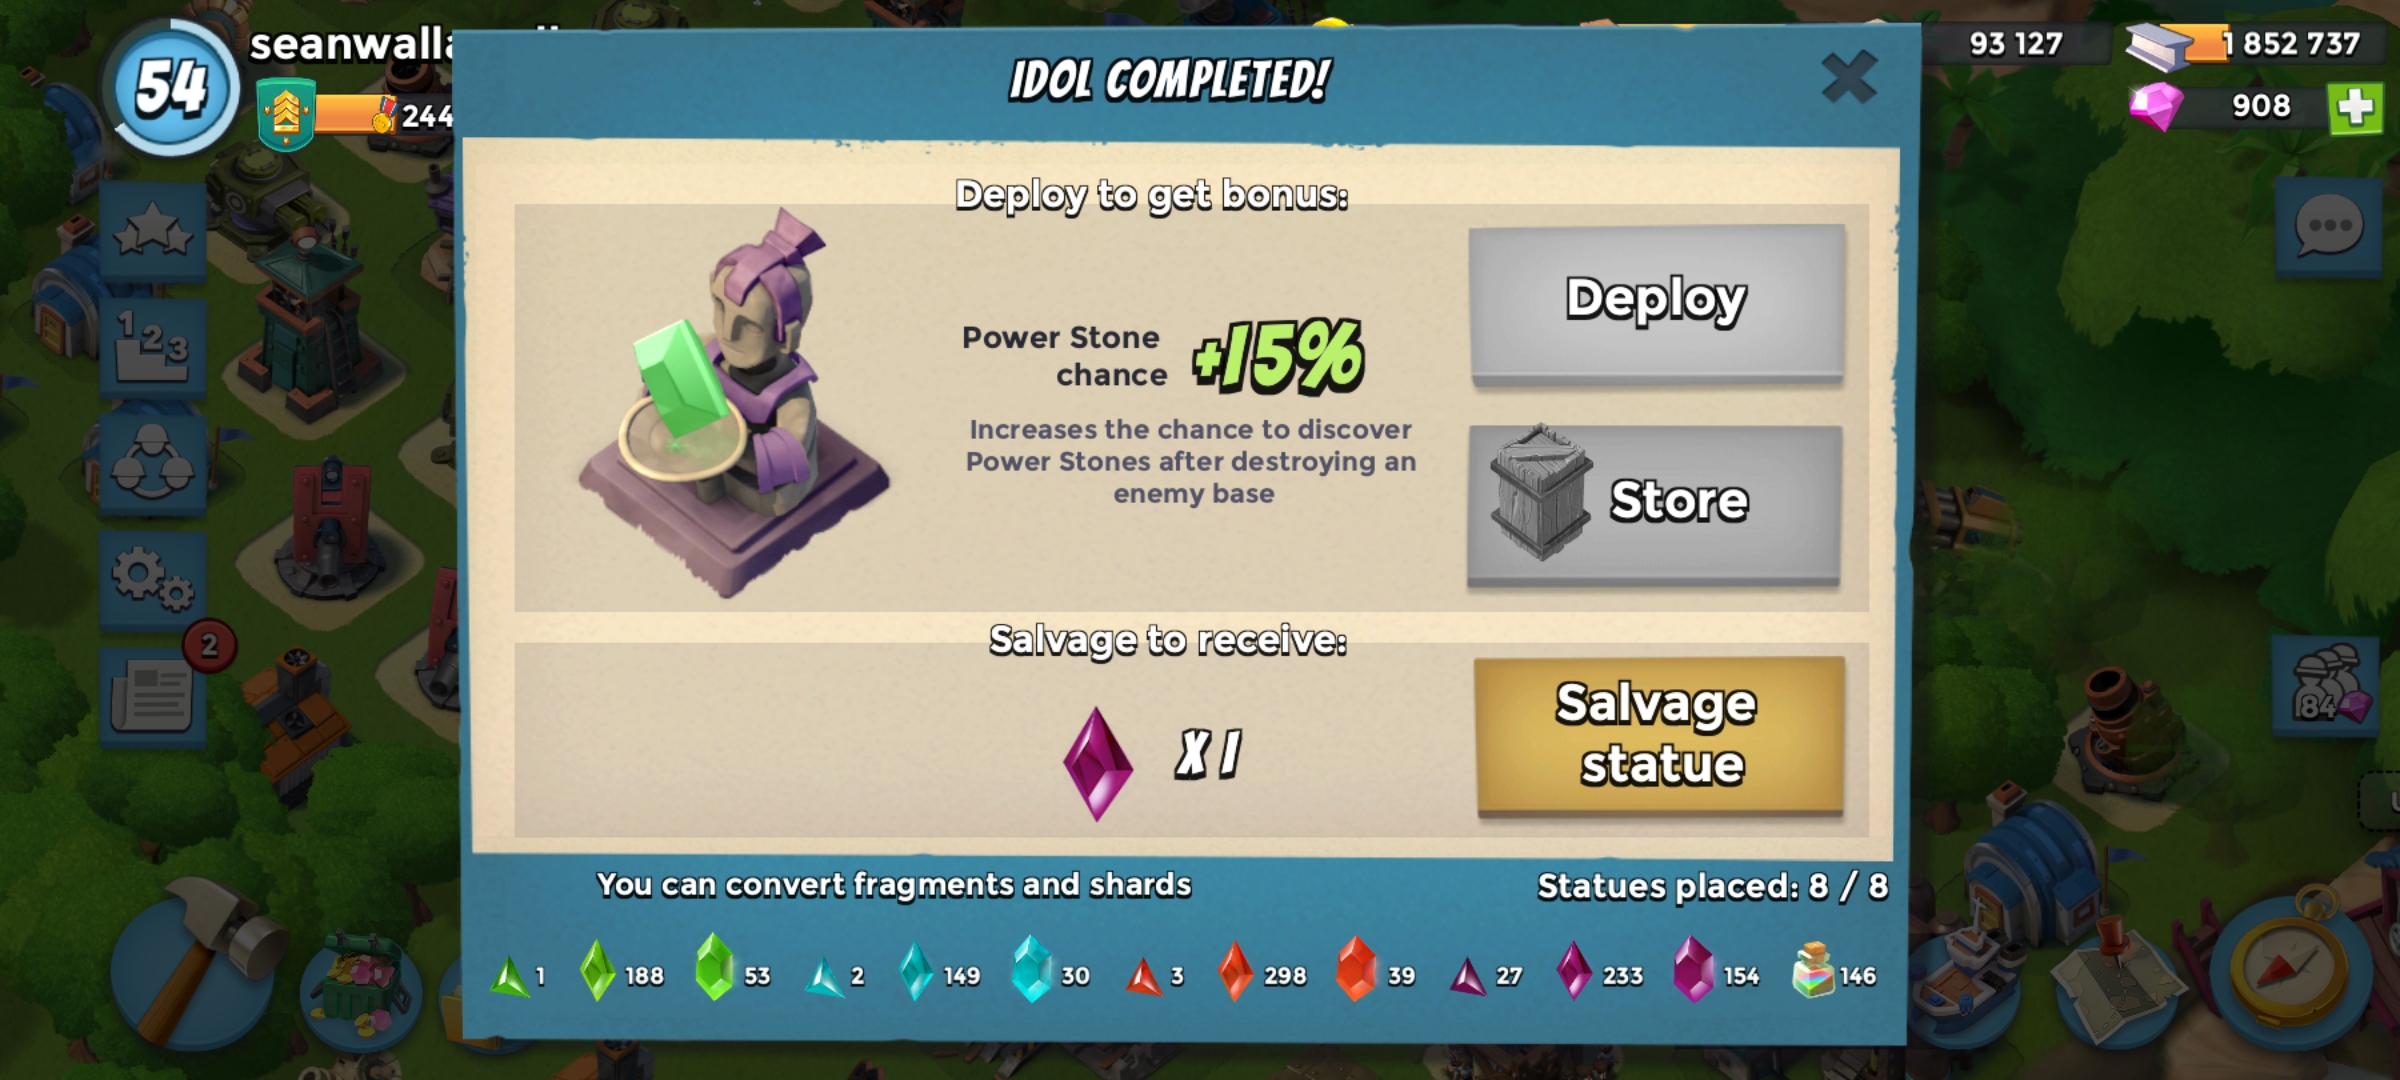 54
244
93 127
1 852 737
908
IDOL COMPLETED!
Deploy to get bonus:
Power Stone
chance
+15%
Increases the chance to discover
Power Stones after destroying an
enemy base
Deploy
Store
123
2
84
Salvage to receive:
X 1
Salvage
statue
You can convert fragments and shards
Statues placed: 8 / 8
1 188 53 2 149 30 3 298 39 27 233 154 146